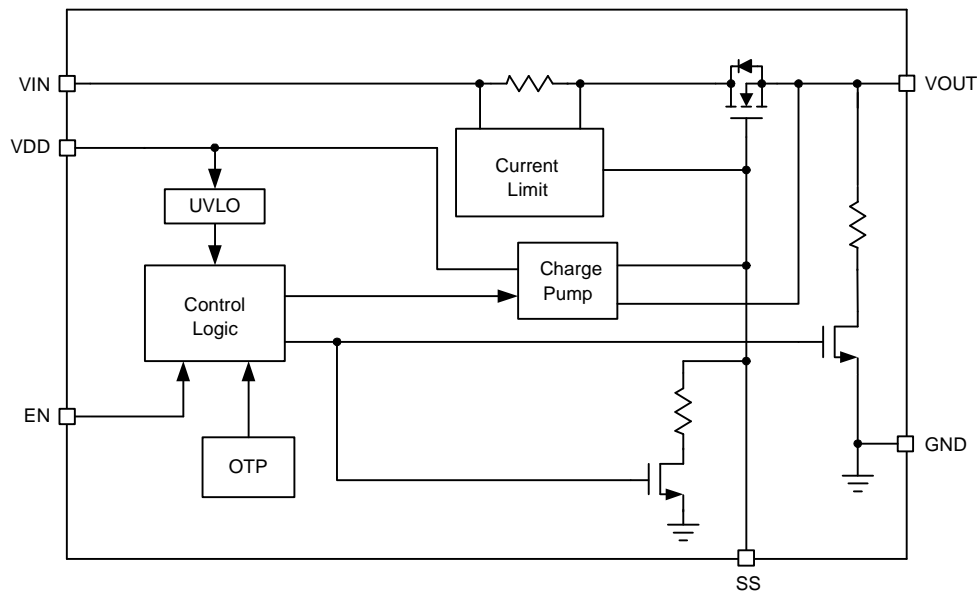 VIN
VOUT
VDD
Current
Limit
UVLO
Charge
Pump
Control
Logic
EN
OTP
GND
SS